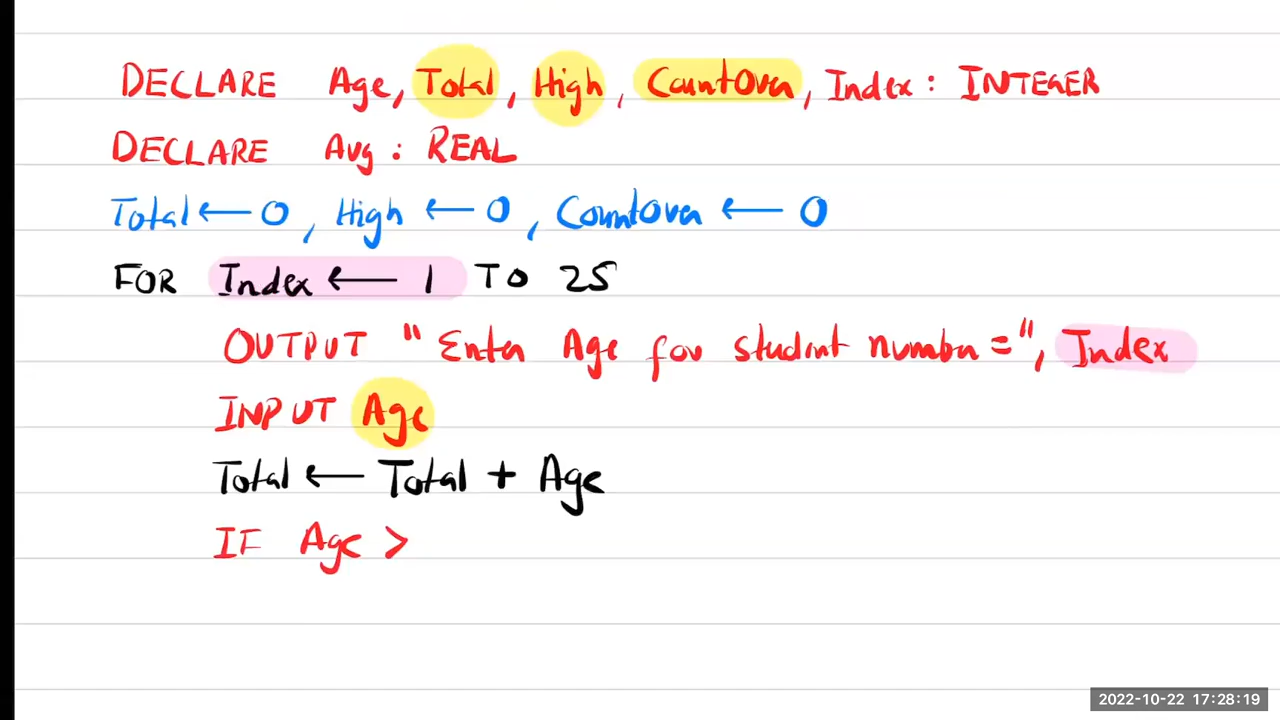 DECLARE Age, Total, High, CountOver, Index : INTEGER
DECLARE Avg : REAL
Total ← 0, High ← 0, CountOver ← 0
FOR Index ← 1 TO 25
OUTPUT "Enter Age for student number=", Index
INPUT Age
Total ← Total + Age
IF Age >
2022-10-22 17:28:19